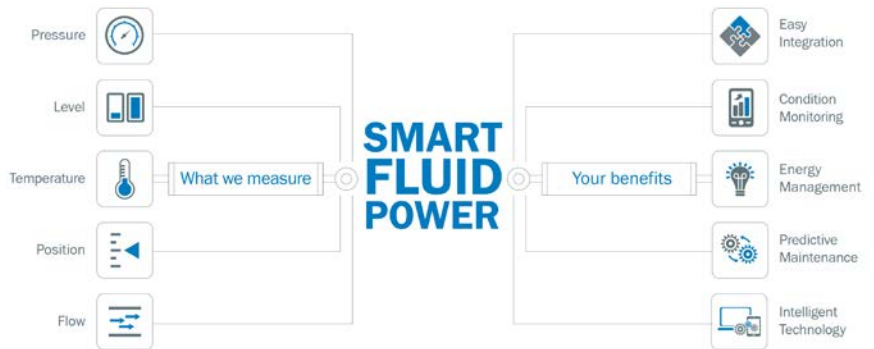 Pressure
Level
Temperature
Position
Flow
What we measure
SMART
FLUID
POWER
Your benefits
Easy
Integration
Condition
Monitoring
Energy
Management
Predictive
Maintenance
Intelligent
Technology